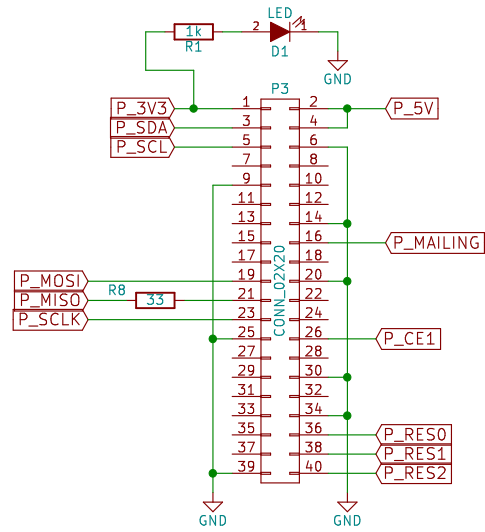 LED
1k
2
1
R1
D1
GND
P3
P_3V3
1
2
P_5V
P_SDA
3
4
P_SCL
5
6
7
8
9
10
11
12
13
14
15
16
P_MAILING
17
18
CONN_02X20
P_MOSI
19
20
R8
P_MISO
33
21
22
P_SCLK
23
24
25
26
P_CE1
27
28
29
30
31
32
33
34
35
36
P_RES0
37
38
P_RES1
39
40
P_RES2
GND
GND